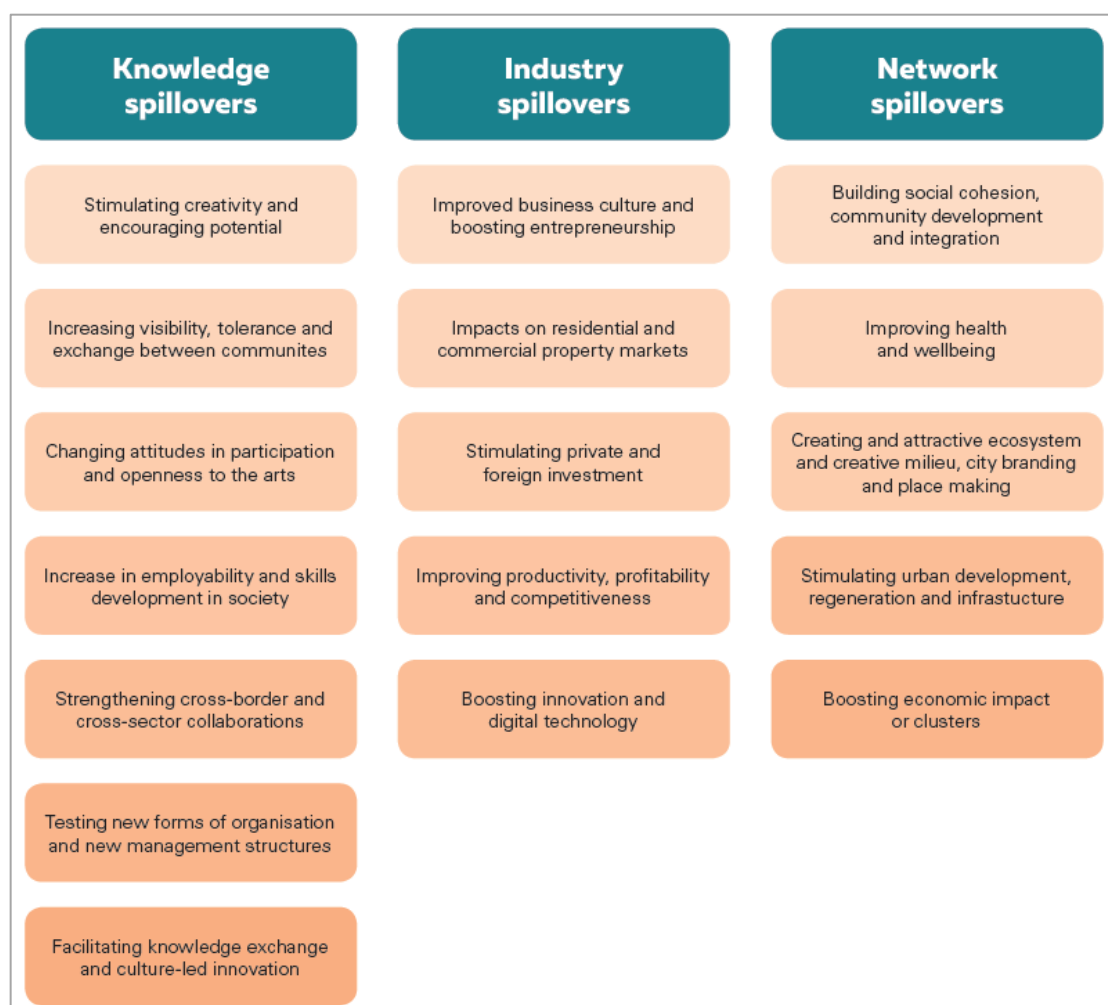 Knowledge
spillovers
Stimulating creativity and
encouraging potential
Increasing visibility, tolerance and
exchange between communites
Changing attitudes in participation
and openness to the arts
Increase in employability and skills
development in society
Strengthening cross-border and
cross-sector collaborations
Testing new forms of organisation
and new management structures
Facilitating knowledge exchange
and culture-led innovation
Industry
spillovers
Improved business culture and
boosting entrepreneurship
Impacts on residential and
commercial property markets
Stimulating private and
foreign investment
Improving productivity, profitability
and competitiveness
Boosting innovation and
digital technology
Network
spillovers
Building social cohesion,
community development
and integration
Improving health
and wellbeing
Creating and attractive ecosystem
and creative milieu, city branding
and place making
Stimulating urban development,
regeneration and infrastucture
Boosting economic impact
or clusters